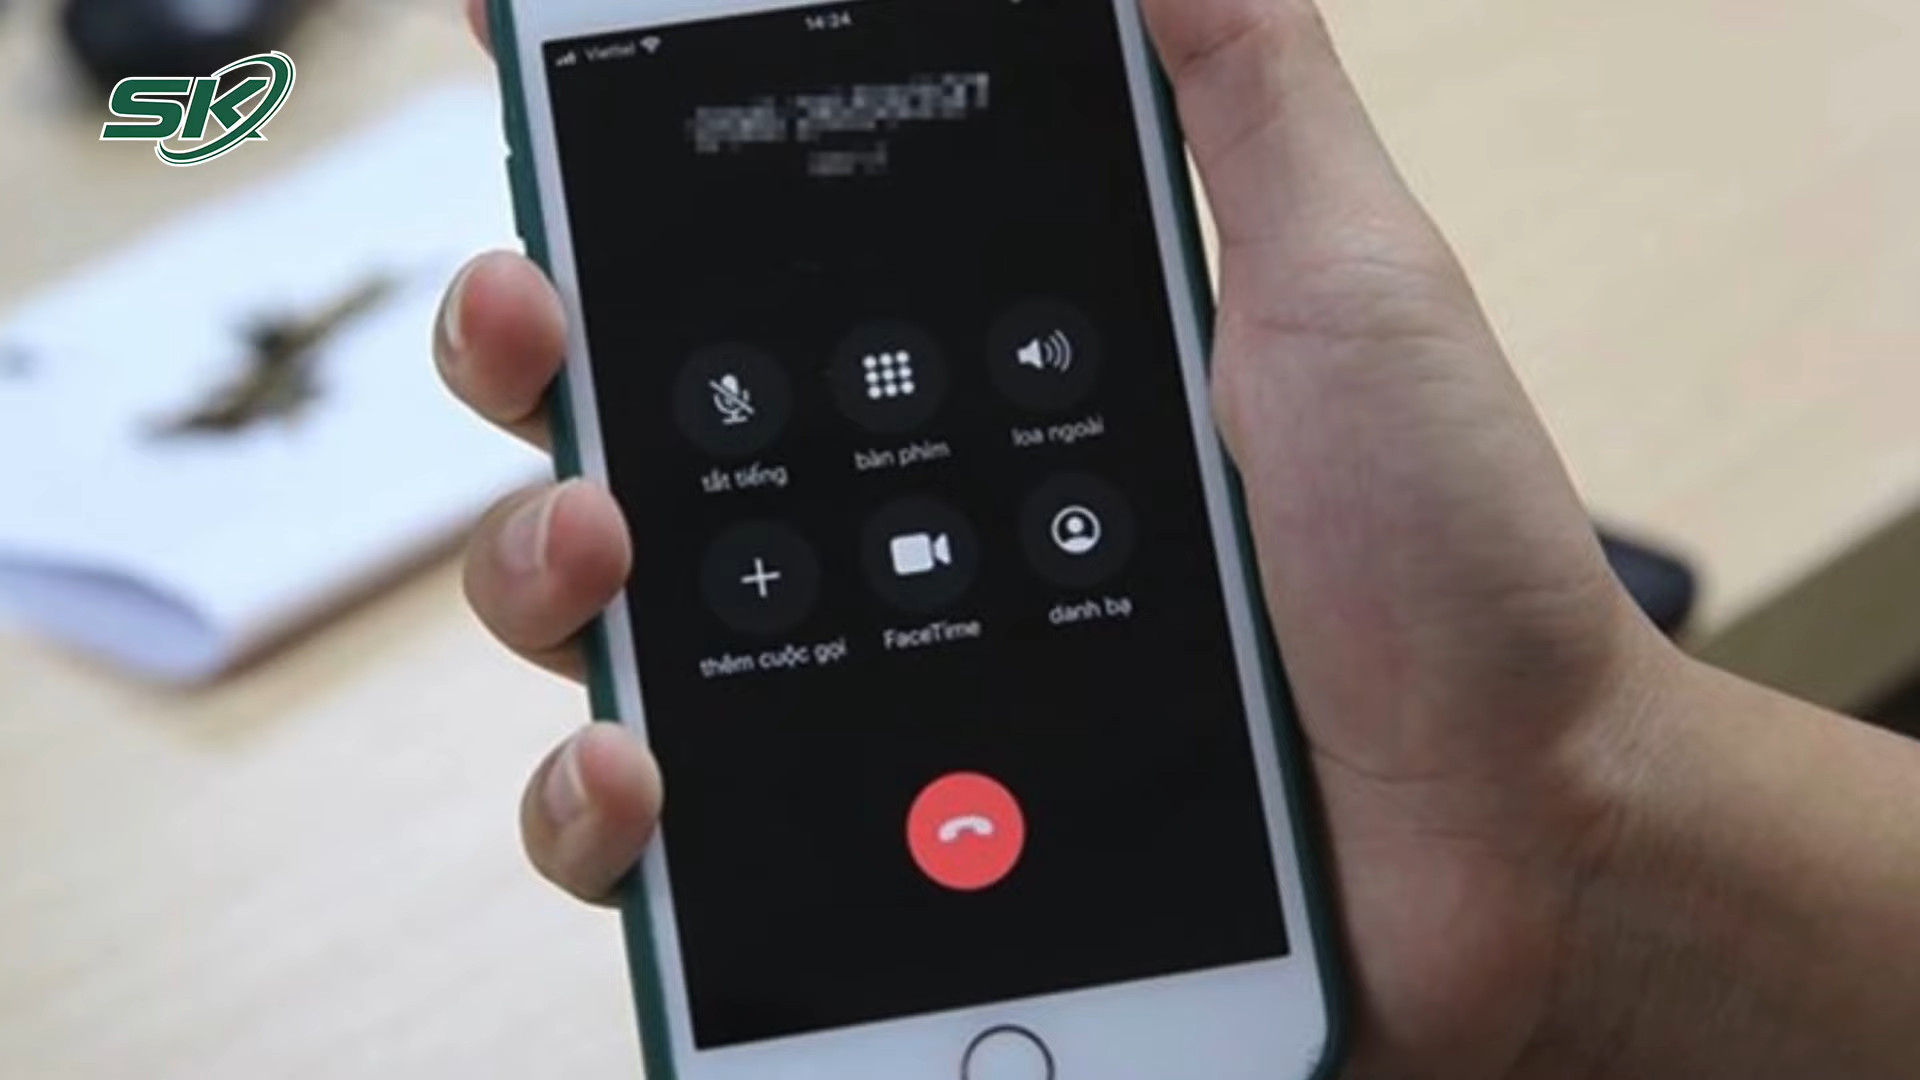 SK
Viettel
14:24
tắt tiếng
bàn phím
loa ngoài
thêm cuộc gọi
FaceTime
danh bạ